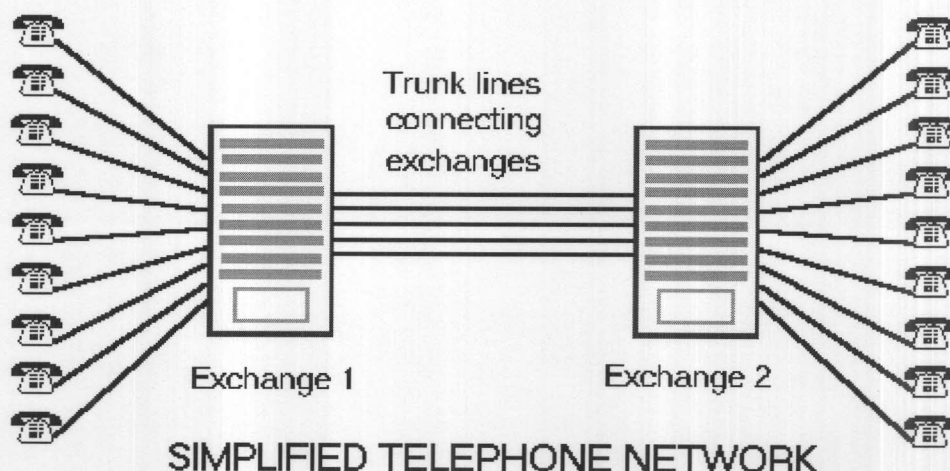 Trunk lines
connecting
exchanges
Exchange 1
Exchange 2
SIMPLIFIED TELEPHONE NETWORK